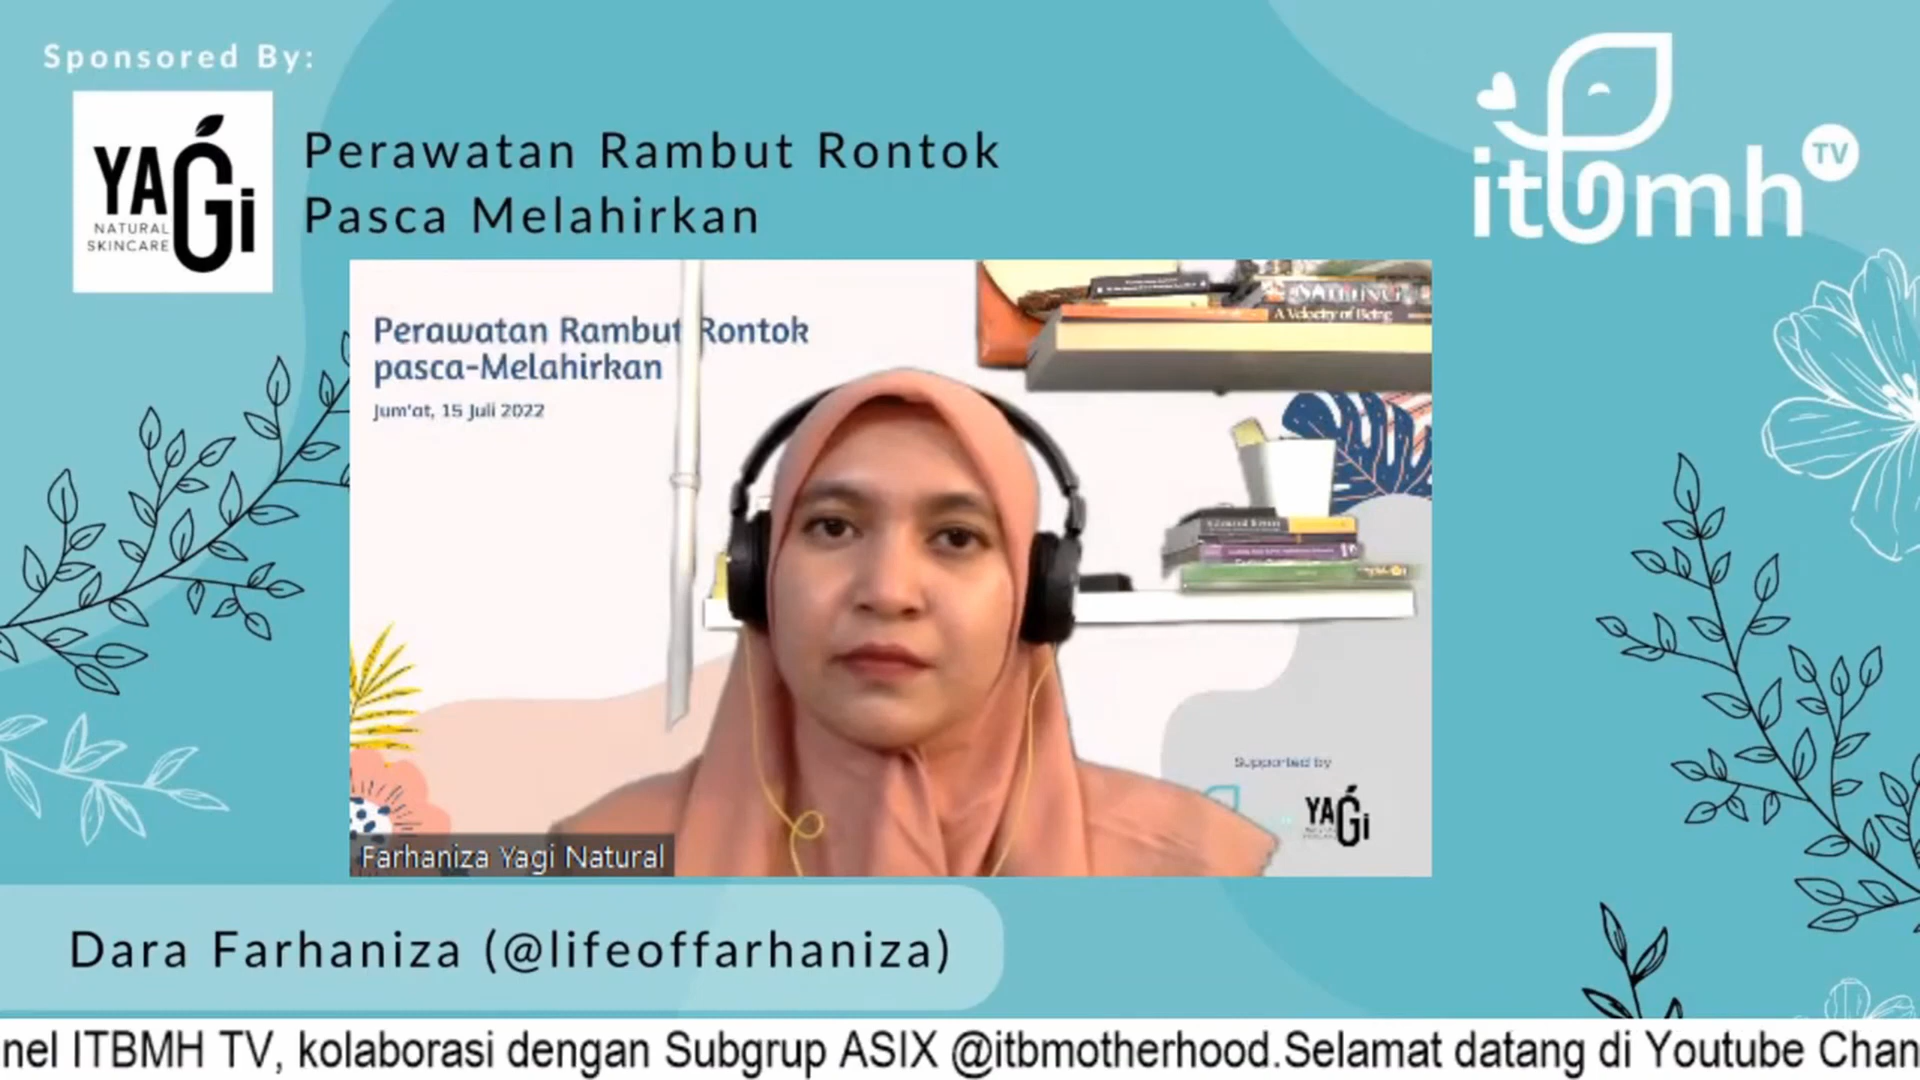 Sponsored By:
YAGi
NATURAL
SKINCARE
Perawatan Rambut Rontok
Pasca Melahirkan
itbmh TV
Perawatan Rambut Rontok
pasca-Melahirkan
Jum'at, 15 Juli 2022
A Velocity of Being
Supported by
YAGi
Farhaniza Yagi Natural
Dara Farhaniza (@lifeoffarhaniza)
nel ITBMH TV, kolaborasi dengan Subgrup ASIX @itbmotherhood.Selamat datang di Youtube Chan